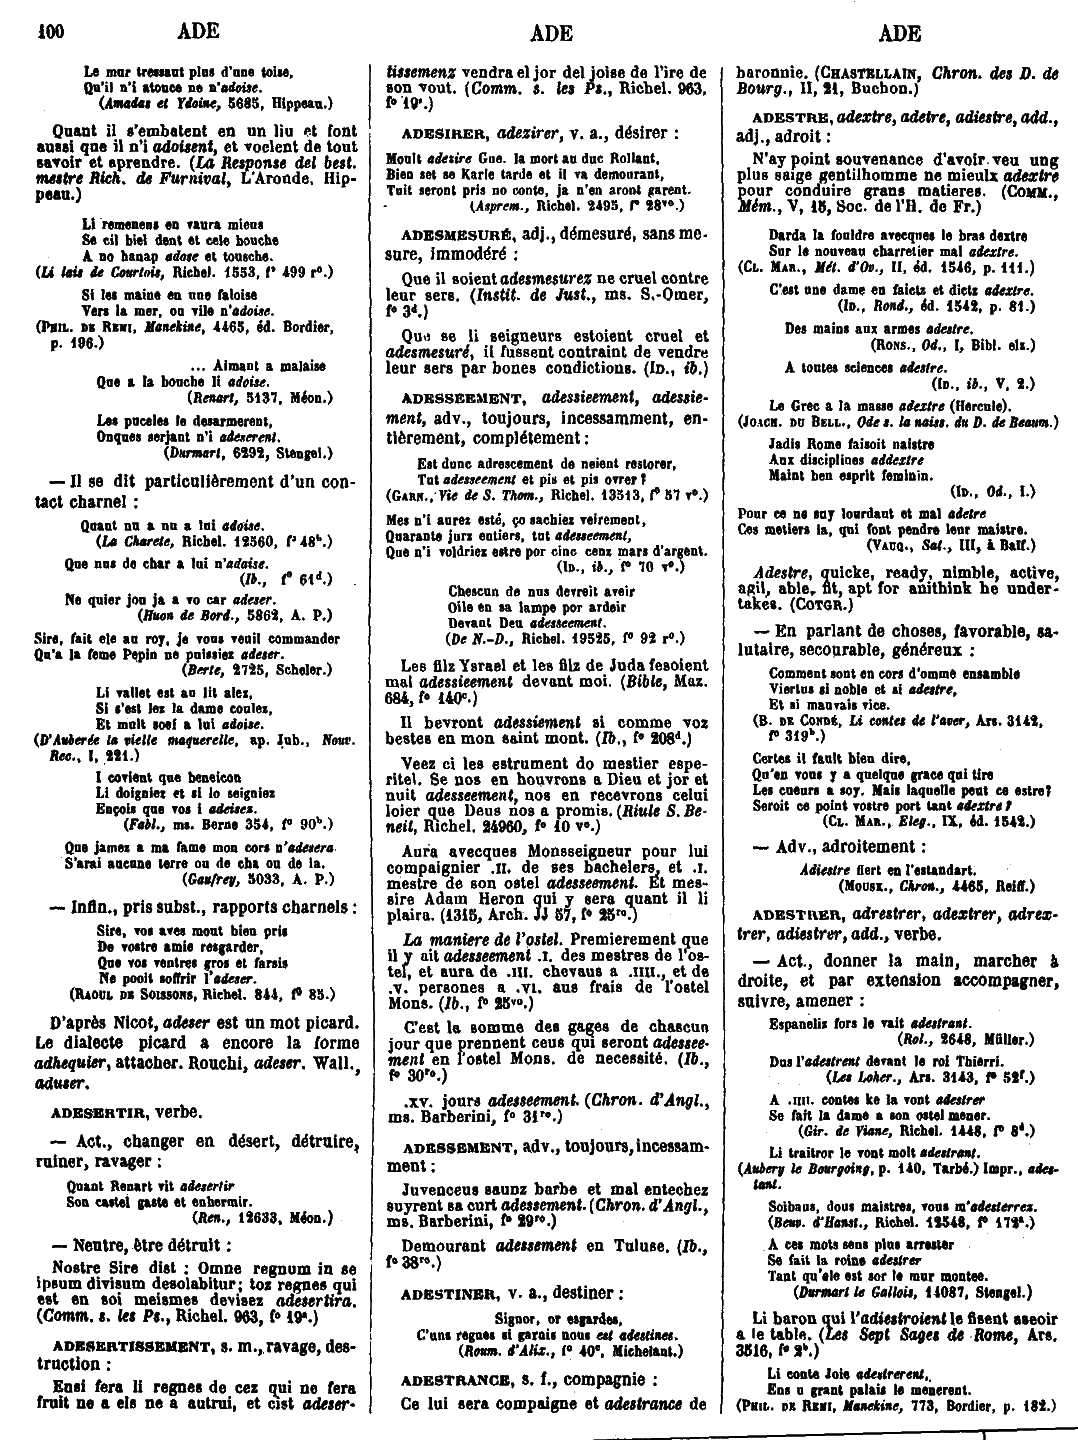 100 ADE ADE ADE
Le mur tressaut plus d'une toise,
Qu'il n'i atouce ne n'adoise.
(Amadas et Ydoine, 5685, Hippeau.)
Quant il s'embatent en un liu et font
aussi que il n'i adoisent, et voelent de tout
savoir et aprendre. (La Response del best.
mestre Rich. de Furnival, L'Aronde, Hip-
peau.)
Li remenens en vaura mieus
Se cil biel dent et cele bouche
A no hanap adose et tousche.
(Li lais de Courtois, Richel. 1553, f° 499 r°.)
Si les maine en une faloise
Vers la mer, ou vile n'adoise.
(PHIL. DE REMI, Manekine, 4465, éd. Bordier,
p. 196.)
... Aimant a malaise
Que a la bouche li adoise.
(Renart, 5137, Méon.)
Les puceles le desarmerent,
Onques serjant n'i adeserent.
(Durmart, 6292, Stengel.)
— Il se dit particulièrement d'un con-
tact charnel :
Quant nu a nu a lui adoise.
(La Charete, Richel. 12560, f° 48b.)
Que nus de char a lui n'adoise.
(Ib., f° 61d.)
Ne quier jou ja a vo car adeser.
(Huon de Bord., 5862, A. P.)
Sire, fait ele au roy, je vous veuil commander
Qu'a la feme Pepin ne puissiez adeser.
(Berte, 2725, Scheler.)
Li vallet est au lit alez,
Si s'est lez la dame coulez,
Et mult soef a lui adoise.
(D'Auberée la vielle maquerelle, ap. Jub., Nouv.
Rec., I, 221.)
I covient que beneicon
Li doigniez et si lo seigniez
Ençois que vos i adeisez.
(Fabl., ms. Berne 354, f° 90b.)
Que james a ma fame mon cors n'adesera
S'arai aucune terre ou de cha ou de la.
(Gaufrey, 5033, A. P.)
— Infin., pris subst., rapports charnels :
Sire, vos aves mout bien pris
De vostre amie resgarder,
Que vos ventres gros et farsis
Ne pooit soffrir l'adeser.
(RAOUL DE SOISSONS, Richel. 844, f° 85.)
D'après Nicot, adeser est un mot picard.
Le dialecte picard a encore la forme
adhequier, attacher. Rouchi, adeser. Wall.,
aduser.
ADESERTIR, verbe.
— Act., changer en désert, détruire,
ruiner, ravager :
Quant Renart vit adesertir
Son castel gaste et enhermir.
(Ren., 12633, Méon.)
— Neutre, être détruit :
Nostre Sire dist : Omne regnum in se
ipsum divisum desolabitur; toz regnes qui
est en soi meismes devisez adesertira.
(Comm. s. les Ps., Richel. 963, f° 19a.)
ADESERTISSEMENT, s. m., ravage, des-
truction :
Ensi fera li regnes de cez qui ne fera
fruit ne a els ne a autrui, et cist adeser-
tissemenz vendra el jor del joise de l'ire de
son vout. (Comm. s. les Ps., Richel. 963,
f° 19a.)
ADESIRER, adezirer, v. a., désirer :
Moult adezire Gue. la mort au duc Rollant,
Bien set se Karle tarde et il va demourant,
Tuit seront pris no conte, ja n'en aront garent.
(Asprem., Richel. 2495, f° 28vo.)
ADESMESURÉ, adj., démesuré, sans me-
sure, immodéré :
Que il soient adesmesurez ne cruel contre
leur sers. (Instit. de Just., ms. S.-Omer,
f° 3d.)
Que se li seigneurs estoient cruel et
adesmesuré, il fussent contraint de vendre
leur sers par bones condictions. (ID., ib.)
ADESSEEMENT, adessieement, adessie-
ment, adv., toujours, incessamment, en-
tièrement, complétement :
Est dunc adrescement de neient restorer,
Tut adesseement et pis et pis ovrer?
(GARN., Vie de S. Thom., Richel. 13513, f° 57 v°.)
Mes n'i aurez esté, ço sachiez veirement,
Quarante jurz entiers, tut adesseement,
Que n'i voldriez estre por cinc cenz mars d'argent.
(ID., ib., f° 70 v°.)
Chescun de nus devreit aveir
Oile en sa lampe por ardeir
Devant Deu adesseement.
(De N.-D., Richel. 19525, f° 92 r°.)
Les filz Ysrael et les filz de Juda fesoient
mal adessieement devant moi. (Bible, Maz.
684, f° 140c.)
Il bevront adessiement si comme voz
bestes en mon saint mont. (Ib., f° 208d.)
Veez ci les estrument do mestier espe-
ritel. Se nos en houvrons a Dieu et jor et
nuit adesseement, nos en recevrons celui
loier que Deus nos a promis. (Riule S. Be-
neit, Richel. 24960, f° 10 v°.)
Aura avecques Monsseigneur pour lui
compaignier .II. de ses bachelers, et .I.
mestre de son ostel adesseement. Et mes-
sire Adam Heron qui y sera quant il li
plaira. (1315, Arch. JJ 57, f° 25ro.)
La maniere de l'ostel. Premierement que
il y ait adesseement .I. des mestres de l'os-
tel, et aura de .III. chevaus a .IIII., et de
.V. persones a .VI. aus frais de l'ostel
Mons. (Ib., f° 25vo.)
C'est la somme des gages de chascun
jour que prennent ceus qui seront adessee-
ment en l'ostel Mons. de necessité. (Ib.,
f° 30ro.)
.XV. jours adesseement. (Chron. d'Angl.,
ms. Barberini, f° 31ro.)
ADESSEMENT, adv., toujours, incessam-
ment :
Juvenceus saunz barbe et mal entechez
suyrent sa curt adessement. (Chron. d'Angl.,
ms. Barberini, f° 29ro.)
Demourant adessement en Tuluse. (Ib.,
f° 38ro.)
ADESTINER, v. a., destiner :
Signor, or esgardes,
C'uns regnes si garnis nous est adestines.
(Roum. d'Alix., f° 40c, Michelant.)
ADESTRANCE, s. f., compagnie :
Ce lui sera compaigne et adestrance de
baronnie. (CHASTELLAIN, Chron. des D. de
Bourg., II, 21, Buchon.)
ADESTRE, adextre, adetre, adiestre, add.,
adj., adroit :
N'ay point souvenance d'avoir veu ung
plus saige gentilhomme ne mieulx adextre
pour conduire grans matieres. (COMM.,
Mém., V, 15, Soc. de l'H. de Fr.)
Darda la fouldre avecques le bras dextre
Sur le mauvais charretier mal adextre.
(CL. MAR., Mét. d'Ov., II, éd. 1546, p. 111.)
C'est une dame en faictz et dictz adextre.
(ID., Rond., éd. 1542, p. 81.)
Des mains aux armes adestre.
(RONS., Od., I, Bibl. elz.)
A toutes sciences adestre.
(ID., ib., V, 2.)
Le Grec a la masse adextre (Hercule).
(JOACH. DU BELL., Ode s. la naiss. du D. de Beaum.)
Jadis Rome faisoit naistre
Aux disciplines addextre
Maint ben esprit feminin.
(ID., Od., I.)
Pour ce ne suy lourdaut et mal adetre
Ces metiers la, qui font pendre leur maistre.
(VAUQ., Sat., III, à Baïf.)
Adestre, quicke, ready, nimble, active,
agil, able, fit, apt for anithink he under-
takes. (COTGR.)
— En parlant de choses, favorable, sa-
lutaire, secourable, généreux :
Comment sont en cors d'omme ensamble
Viertus si noble et si adestre,
Et si mauvais vice.
(B. DE CONDÉ, Li contes de l'aver, Ars. 3142,
f° 319b.)
Certes il fault bien dire,
Qu'en vous y a quelque grace qui tire
Les cueurs a soy. Mais laquelle peut ce estre?
Seroit ce point vostre port tant adextre?
(CL. MAR., Eleg., IX, éd. 1542.)
— Adv., adroitement :
Adiestre fiert en l'estandart.
(MOUSK., Chron., 4465, Reiff.)
ADESTRER, adrestrer, adextrer, adrex-
trer, adiestrer, add., verbe.
— Act., donner la main, marcher à
droite, et par extension accompagner,
suivre, amener :
Espaneliz fors le vait adestrant.
(Rol., 2648, Müller.)
Dus l'adestrent devant le roi Thierri.
(Les Loher., Ars. 3143, f° 52f.)
A .IIII. contes ke la vont adestrer
Se fait la dame a son ostel mener.
(Gir. de Viane, Richel. 1448, f° 8d.)
Li traitror le vont molt adestrant.
(Aubery le Bourgoing, p. 140, Tarbé.) Impr., ades-
tant.
Soibaus, dous maistres, vous m'adesterrez.
(Beuv. d'Hanst., Richel. 12548, f° 172a.)
A ces mots sens plus arrester
Se fait la roine adestrer
Tant qu'ele est sor le mur montee.
(Durmart le Gallois, 14087, Stengel.)
Li baron qui l'adiestroient le fisent aseoir
a le table. (Les Sept Sages de Rome, Ars.
3516, f° 2b.)
Li conte Joie adestrerent,
Ens u grant palais le menerent.
(PHIL. DE REMI, Manekine, 773, Bordier, p. 182.)